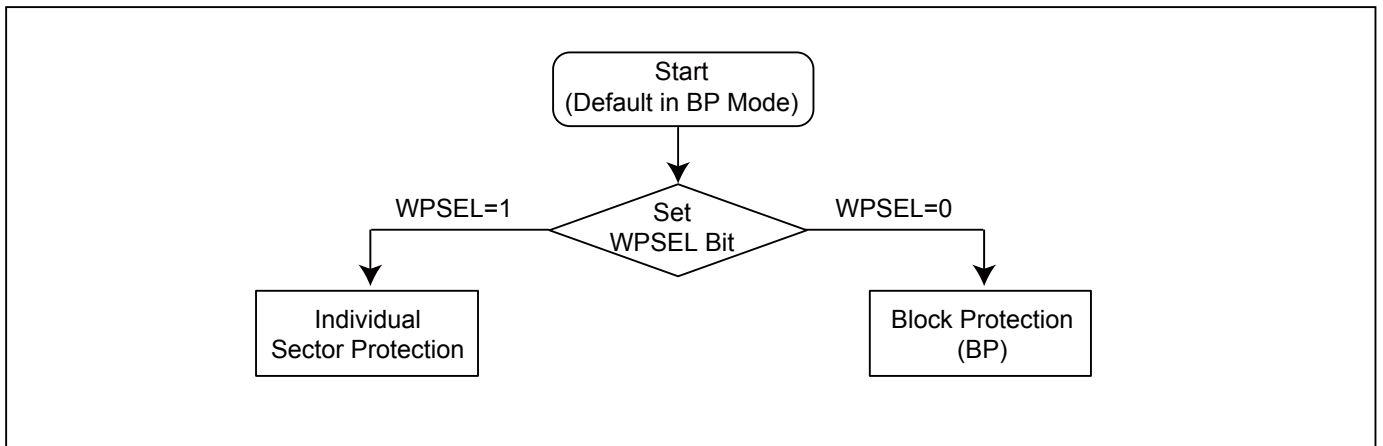 Start
(Default in BP Mode)
WPSEL=1
Set
WPSEL Bit
WPSEL=0
Individual
Sector Protection
Block Protection
(BP)